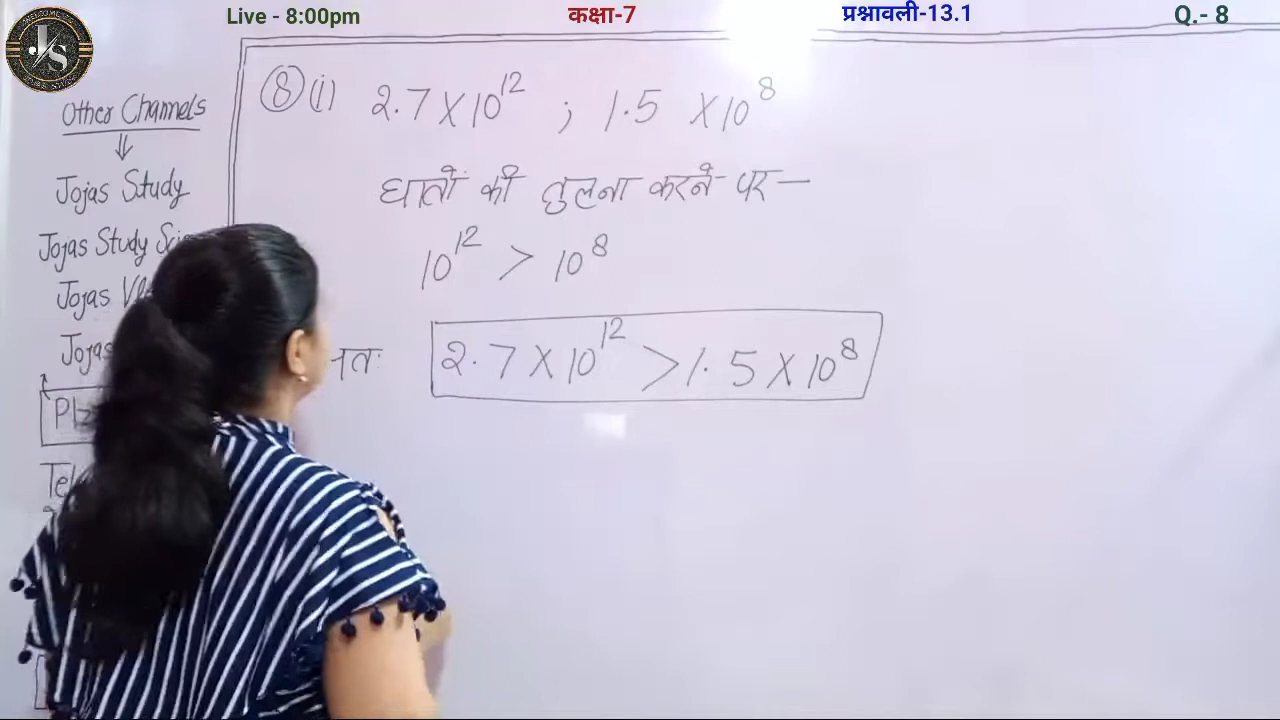 Live - 8:00pm
कक्षा-7
प्रश्नावली-13.1
Q.- 8
JS
Other Channels
⇓
Jojas Study
Jojas Study
Jojas
Jojas
⑧ (i) 2.7 × 10¹² ; 1.5 × 10⁸
घातों की तुलना करने पर —
10¹² > 10⁸
2.7 × 10¹² > 1.5 × 10⁸